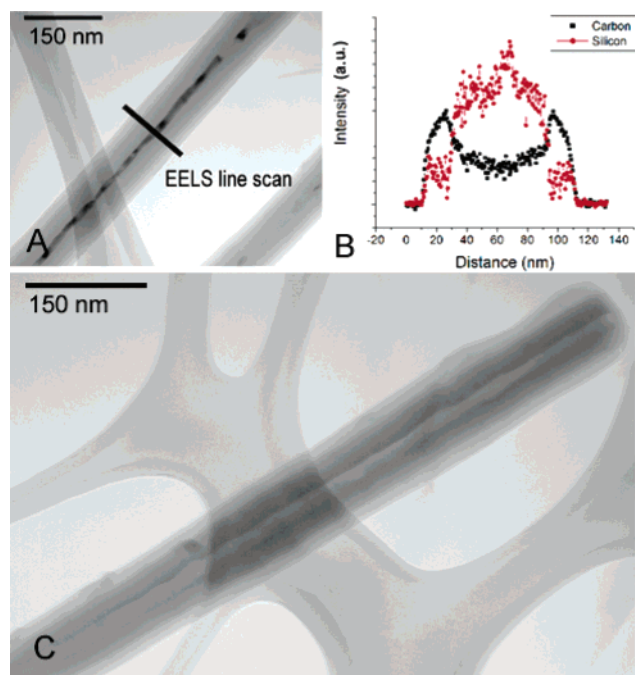 150 nm
EELS line scan
A
Carbon
Silicon
Intensity (a.u.)
-20 0 20 40 60 80 100 120 140
Distance (nm)
B
150 nm
C